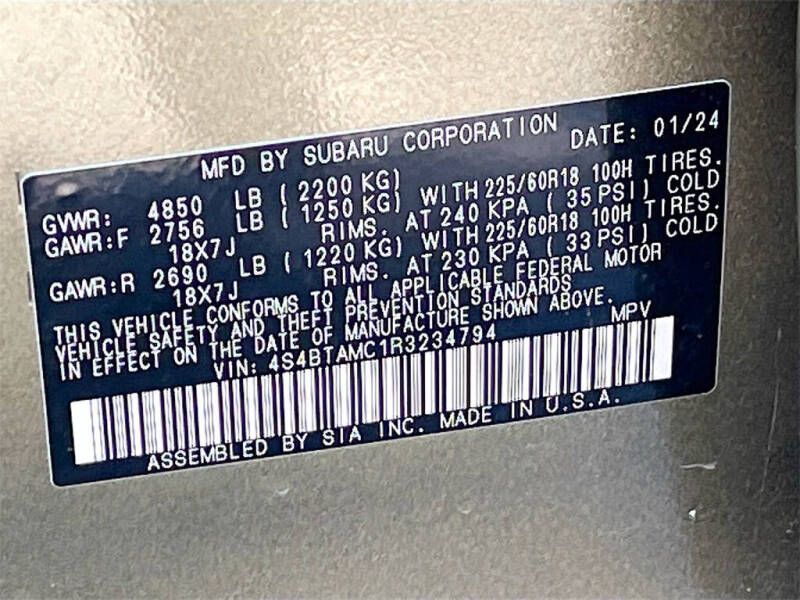 MFD BY SUBARU CORPORATION DATE: 01/24
GVWR: 4850 LB ( 2200 KG)
GAWR:F 2756 LB ( 1250 KG) WITH 225/60R18 100H TIRES.
18X7J RIMS. AT 240 KPA ( 35 PSI) COLD
GAWR:R 2690 LB ( 1220 KG) WITH 225/60R18 100H TIRES.
18X7J RIMS. AT 230 KPA ( 33 PSI) COLD
THIS VEHICLE CONFORMS TO ALL APPLICABLE FEDERAL MOTOR
VEHICLE SAFETY AND THEFT PREVENTION STANDARDS
IN EFFECT ON THE DATE OF MANUFACTURE SHOWN ABOVE.
VIN: 4S4BTAMC1R3234794 MPV
ASSEMBLED BY SIA INC. MADE IN U.S.A.